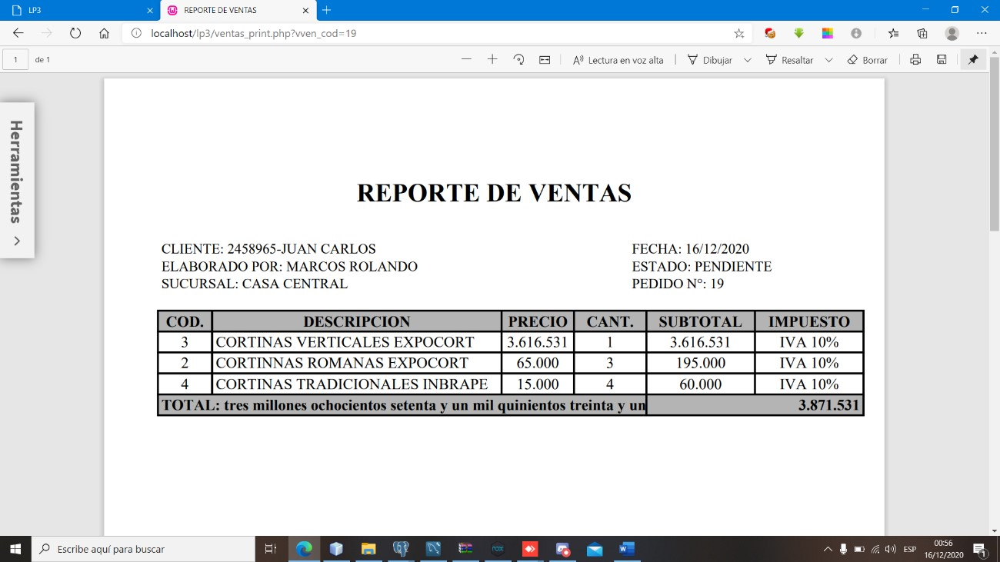 LP3
REPORTE DE VENTAS
localhost/lp3/ventas_print.php?vven_cod=19
1 de 1
Lectura en voz alta
Dibujar
Resaltar
Borrar
Herramientas
REPORTE DE VENTAS
CLIENTE: 2458965-JUAN CARLOS FECHA: 16/12/2020
ELABORADO POR: MARCOS ROLANDO ESTADO: PENDIENTE
SUCURSAL: CASA CENTRAL PEDIDO N°: 19
COD. DESCRIPCION PRECIO CANT. SUBTOTAL IMPUESTO
3 CORTINAS VERTICALES EXPOCORT 3.616.531 1 3.616.531 IVA 10%
2 CORTINNAS ROMANAS EXPOCORT 65.000 3 195.000 IVA 10%
4 CORTINAS TRADICIONALES INBRAPE 15.000 4 60.000 IVA 10%
TOTAL: tres millones ochocientos setenta y un mil quinientos treinta y un 3.871.531
Escribe aquí para buscar
nox
ESP
00:56
16/12/2020
1